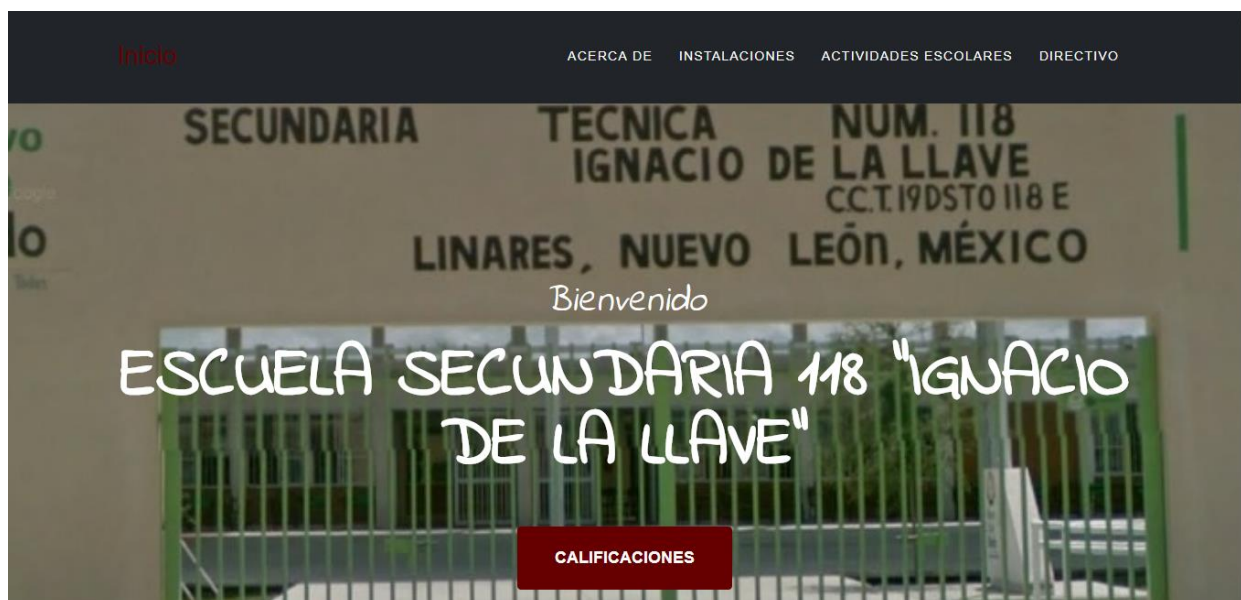 Inicio
ACERCA DE INSTALACIONES ACTIVIDADES ESCOLARES DIRECTIVO
SECUNDARIA TECNICA NUM. 118
IGNACIO DE LA LLAVE
C.C.T. 19DST0118E
LINARES, NUEVO LEÓN, MÉXICO
Bienvenido
ESCUELA SECUNDARIA 118 "IGNACIO
DE LA LLAVE"
CALIFICACIONES